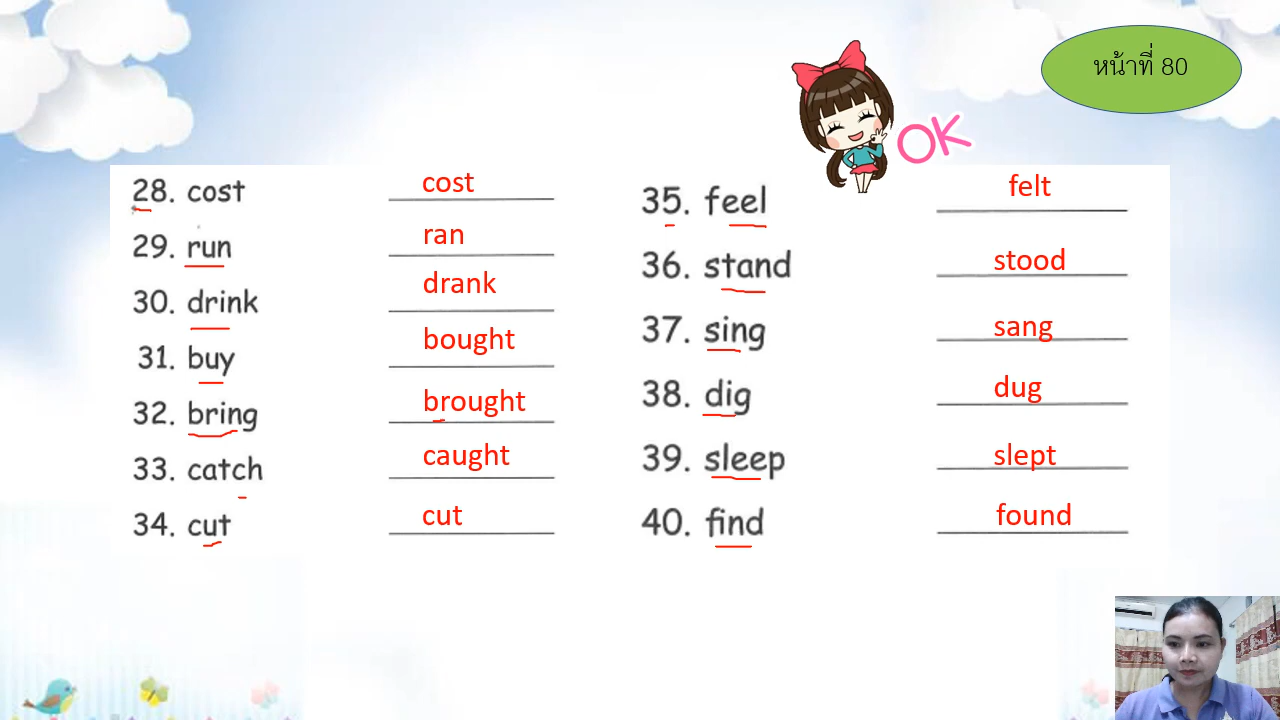 หน้าที่ 80
OK
28. cost cost
29. run ran
30. drink drank
31. buy bought
32. bring brought
33. catch caught
34. cut cut
35. feel felt
36. stand stood
37. sing sang
38. dig dug
39. sleep slept
40. find found